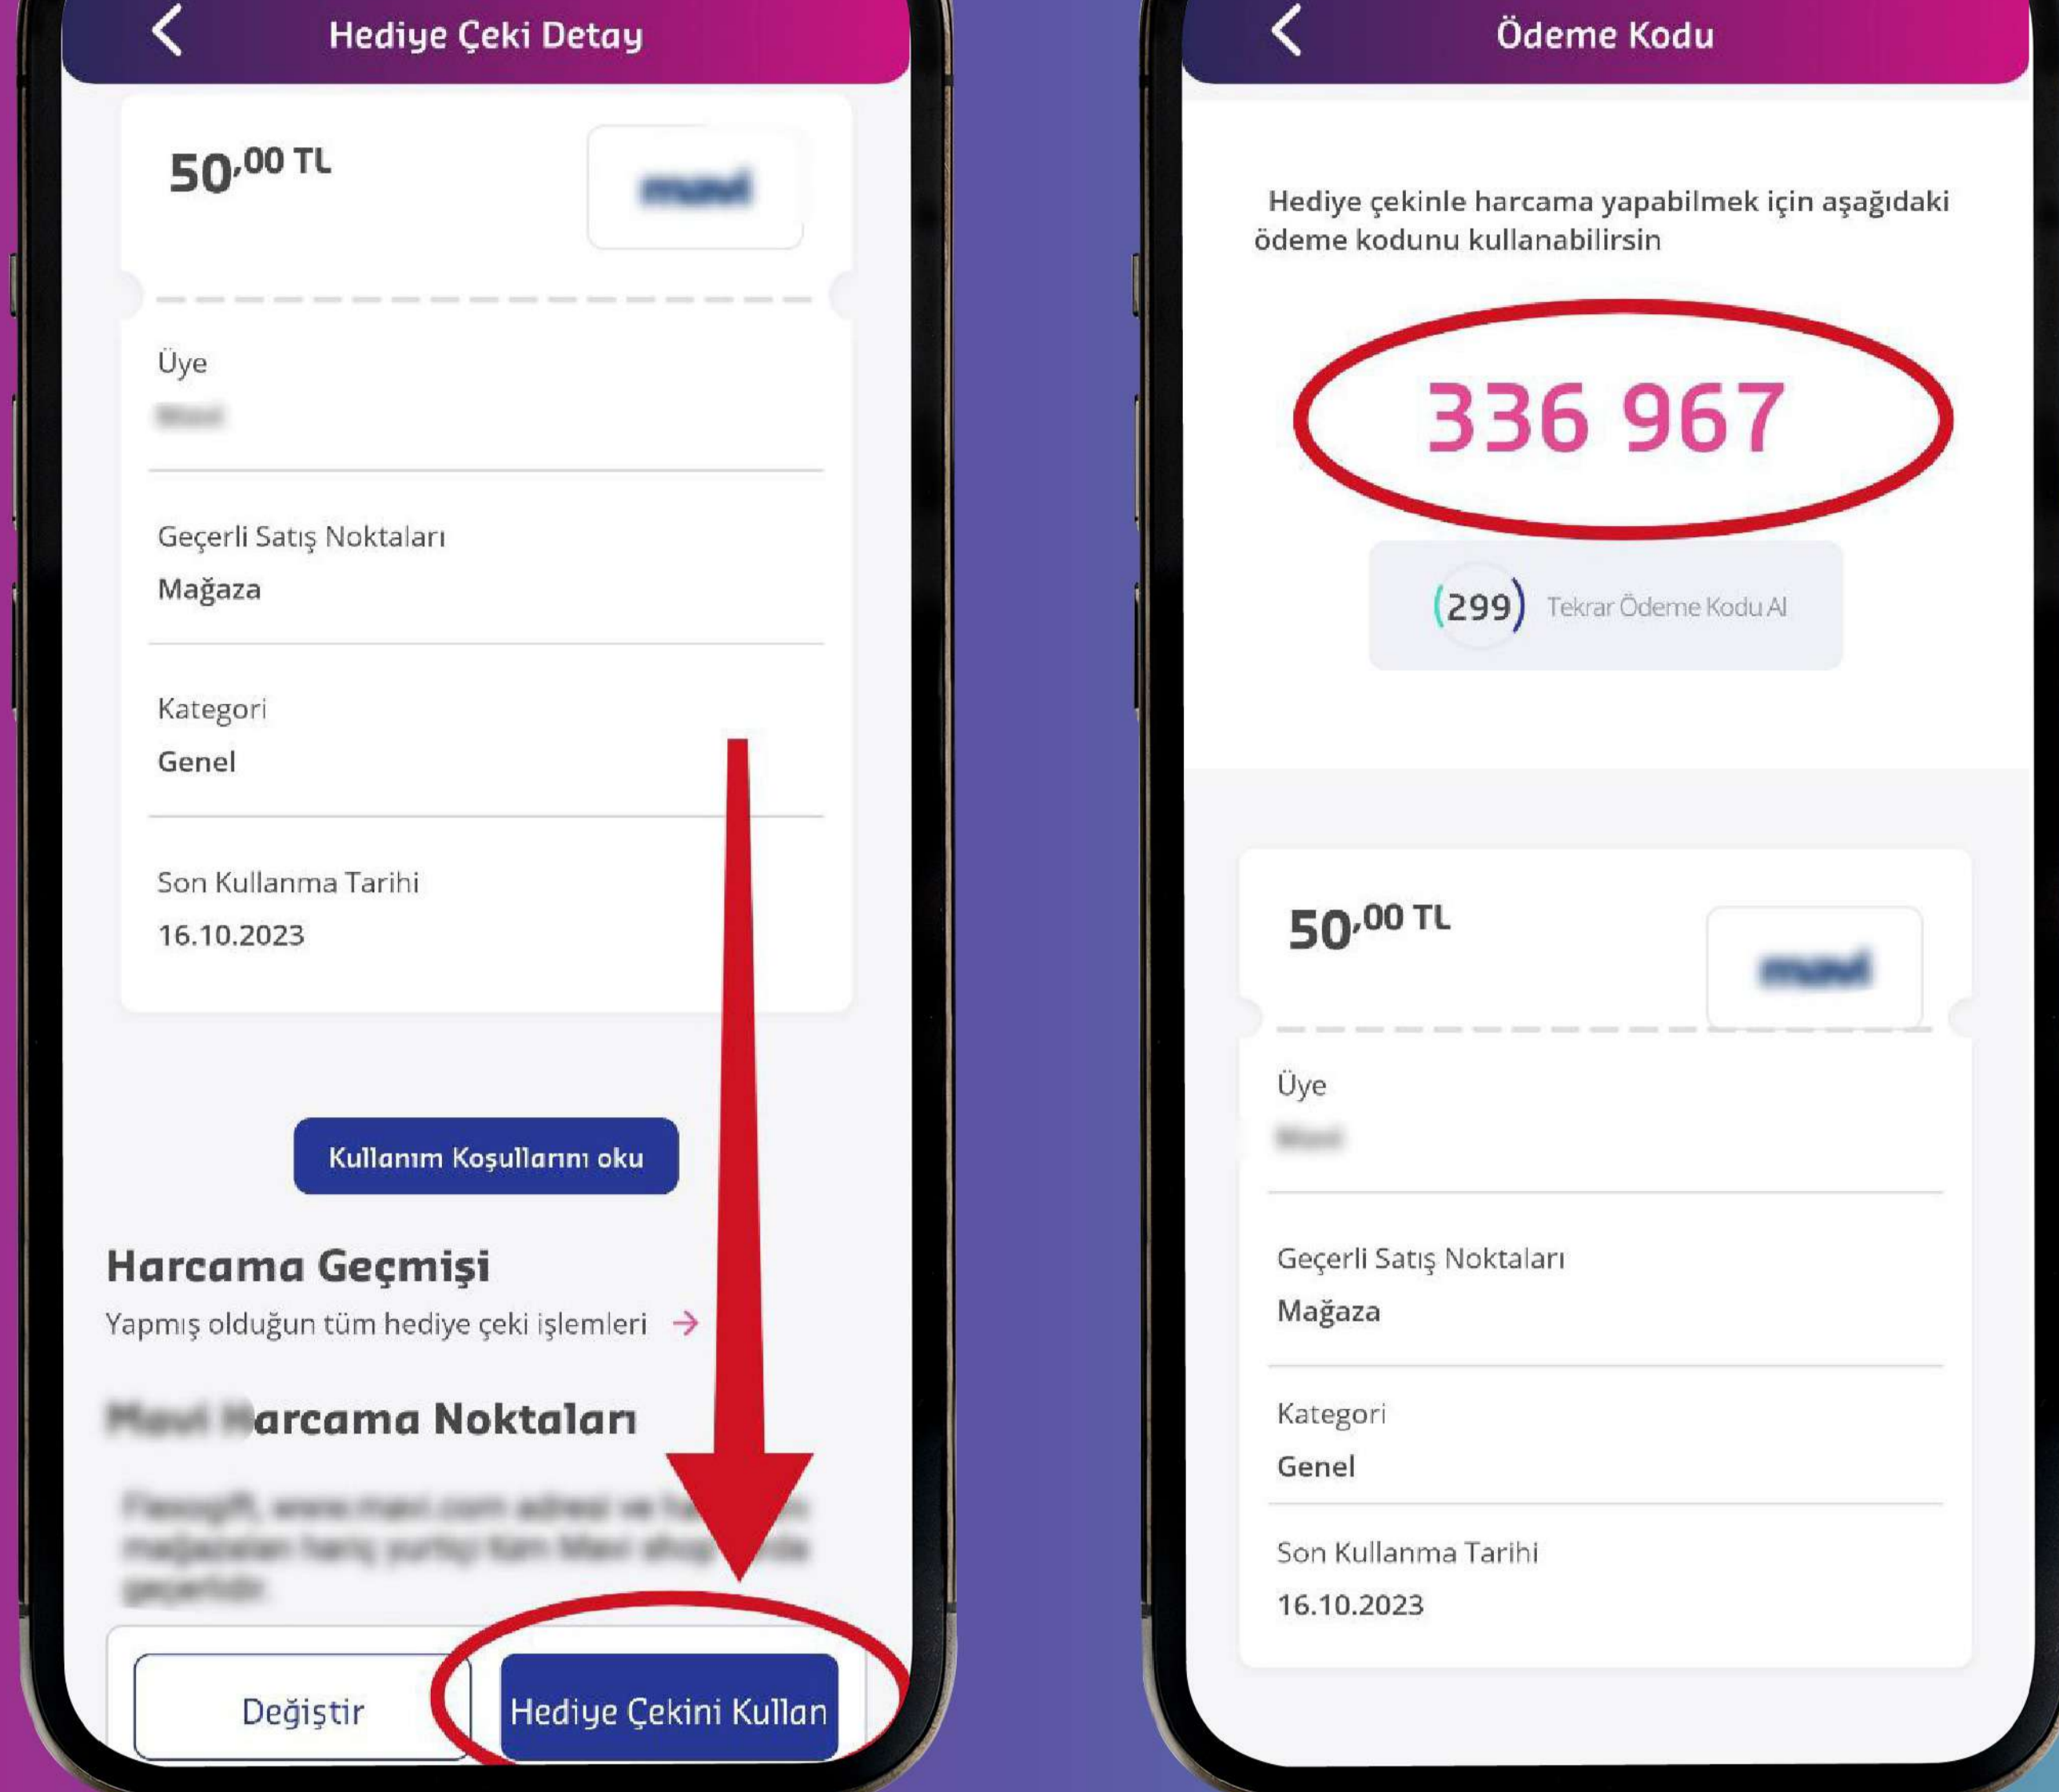 Hediye Çeki Detay
50,00 TL
Üye
Geçerli Satış Noktaları
Mağaza
Kategori
Genel
Son Kullanma Tarihi
16.10.2023
Kullanım Koşullarını oku
Harcama Geçmişi
Yapmış olduğun tüm hediye çeki işlemleri →
arcama Noktaları
Değiştir
Hediye Çekini Kullan
Ödeme Kodu
Hediye çekinle harcama yapabilmek için aşağıdaki
ödeme kodunu kullanabilirsin
336 967
299 Tekrar Ödeme Kodu Al
50,00 TL
Üye
Geçerli Satış Noktaları
Mağaza
Kategori
Genel
Son Kullanma Tarihi
16.10.2023